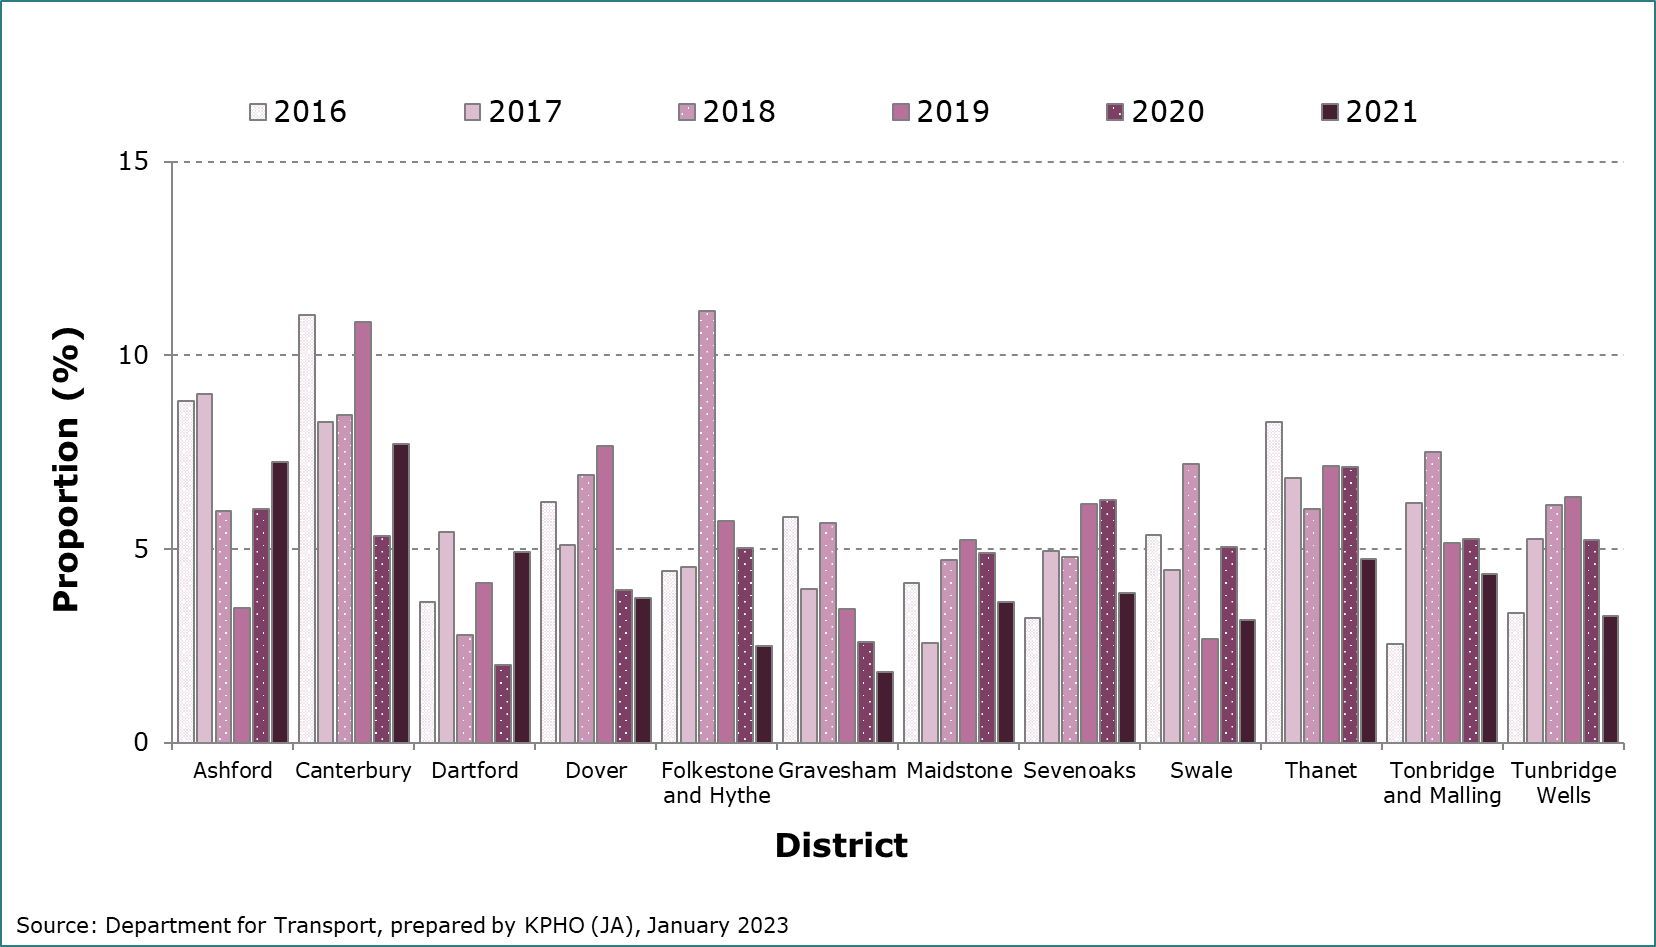 2016 2017 2018 2019 2020 2021
15
10
5
0
Proportion (%)
Ashford Canterbury Dartford Dover Folkestone Gravesham Maidstone Sevenoaks Swale Thanet Tonbridge Tunbridge
and Hythe and Malling Wells
District
Source: Department for Transport, prepared by KPHO (JA), January 2023